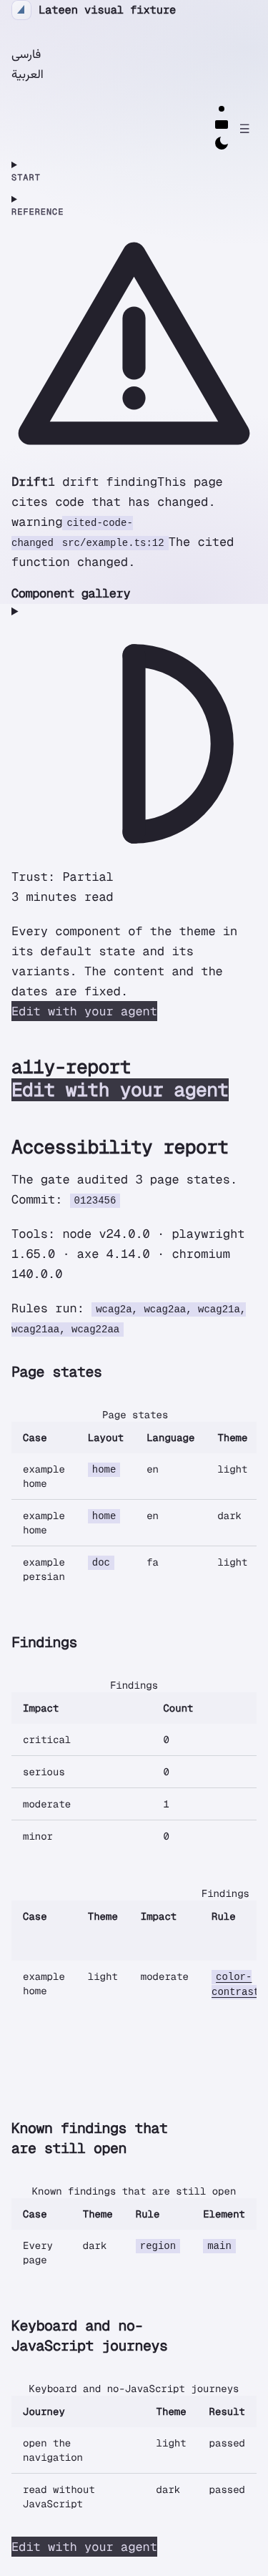 Lateen visual fixture
فارسی
العربية
START
REFERENCE
Drift1 drift findingThis page
cites code that has changed.
warning cited-code-
changed src/example.ts:12 The cited
function changed.
Component gallery
Trust: Partial
3 minutes read
Every component of the theme in
its default state and its
variants. The content and the
dates are fixed.
Edit with your agent
a11y-report
Edit with your agent
Accessibility report
The gate audited 3 page states.
Commit: 0123456
Tools: node v24.0.0 · playwright
1.65.0 · axe 4.14.0 · chromium
140.0.0
Rules run: wcag2a, wcag2aa, wcag21a,
wcag21aa, wcag22aa
Page states
Page states
Case Layout Language Theme
example home home en light
example home home en dark
example persian doc fa light
Findings
Findings
Impact Count
critical 0
serious 0
moderate 1
minor 0
Findings
Case Theme Impact Rule
example home light moderate color-
contrast
Known findings that
are still open
Known findings that are still open
Case Theme Rule Element
Every page dark region main
Keyboard and no-
JavaScript journeys
Keyboard and no-JavaScript journeys
Journey Theme Result
open the navigation light passed
read without JavaScript dark passed
Edit with your agent